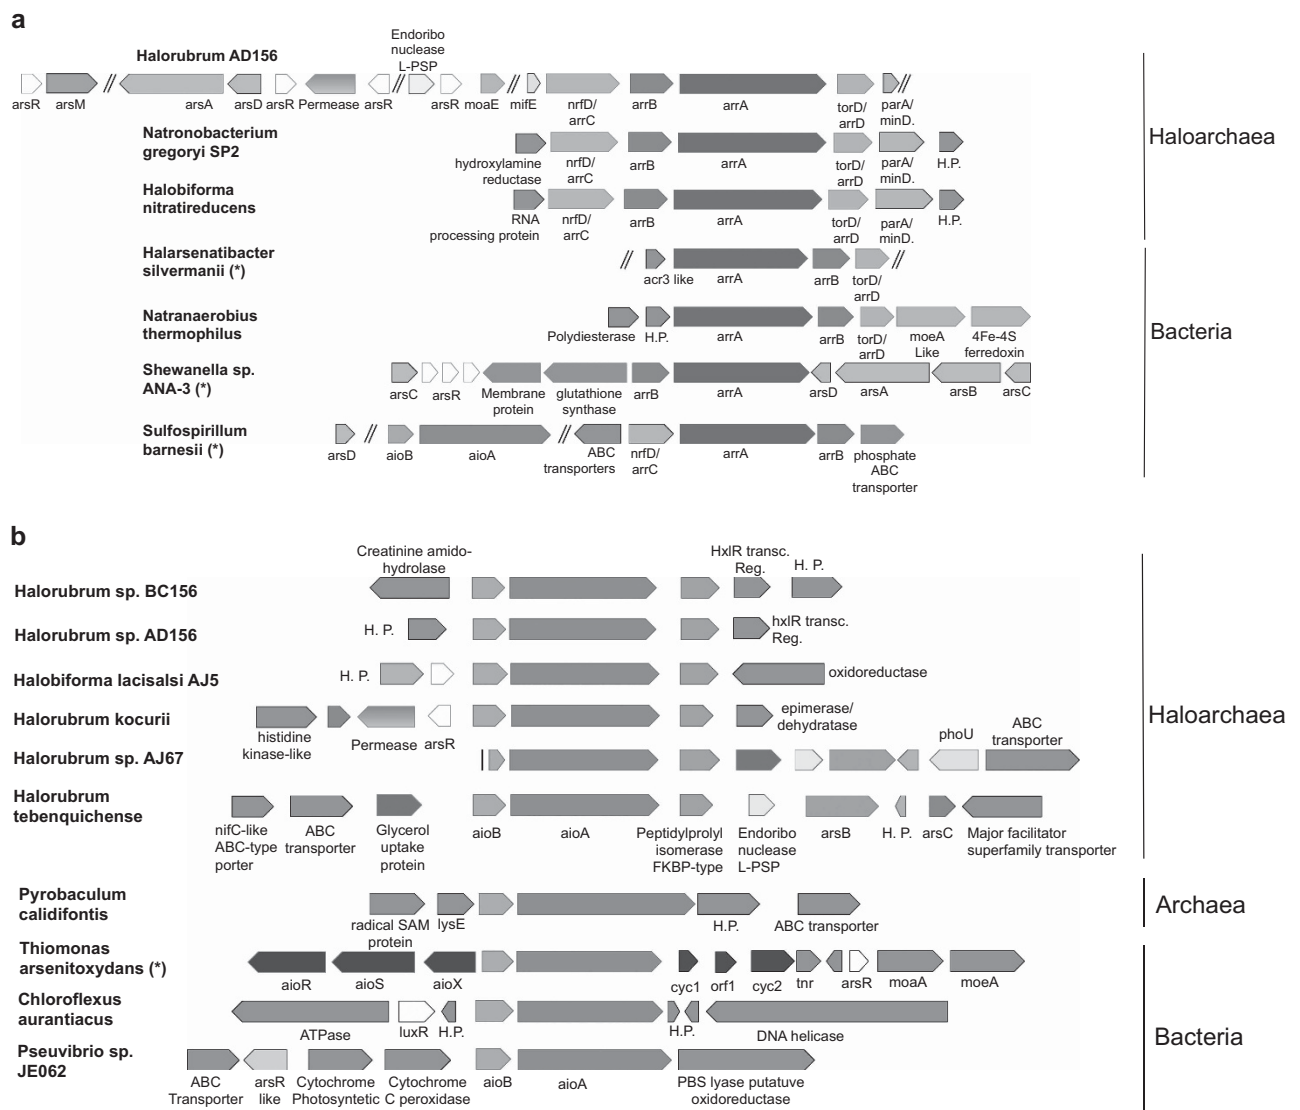 a
Endoribo
nuclease
L-PSP
Halorubrum AD156
arsR arsM arsA arsD arsR Permease arsR arsR moaE mifE nrfD/ arrB arrA torD/ parA/
arrC arrD minD.
Haloarchaea
Natronobacterium
gregoryi SP2
hydroxylamine nrfD/ arrB arrA torD/ parA/ H.P.
reductase arrC arrD minD.
Halobiforma
nitratireducens
RNA nrfD/ arrB arrA torD/ parA/ H.P.
processing protein arrC arrD minD.
Halarsenatibacter
silvermanii (*)
acr3 like arrA arrB torD/
arrD
Natranaerobius
thermophilus
Polydiesterase H.P. arrA arrB torD/ moeA 4Fe-4S
arrD Like ferredoxin
Bacteria
Shewanella sp.
ANA-3 (*)
arsC arsR Membrane glutathione arrB arrA arsD arsA arsB arsC
protein synthase
Sulfospirillum
barnesii (*)
arsD aioB aioA ABC nrfD/ arrA arrB phosphate
transporters arrC ABC
transporter
b
Creatinine amido-
hydrolase
HxlR transc.
Reg.
H. P.
Halorubrum sp. BC156
Halorubrum sp. AD156
H. P.
hxlR transc.
Reg.
Halobiforma lacisalsi AJ5
H. P.
oxidoreductase
Halorubrum kocurii
histidine
kinase-like
Permease arsR
epimerase/
dehydratase
Haloarchaea
Halorubrum sp. AJ67
phoU
ABC
transporter
Halorubrum
tebenquichense
nifC-like
ABC-type
porter
ABC
transporter
Glycerol
uptake
protein
aioB
aioA
Peptidylprolyl
isomerase
FKBP-type
Endoribo
nuclease
L-PSP
arsB
H. P.
arsC
Major facilitator
superfamily transporter
Pyrobaculum
calidifontis
radical SAM
protein
lysE
H.P.
ABC transporter
Archaea
Thiomonas
arsenitoxydans (*)
aioR aioS aioX cyc1 orf1 cyc2 tnr arsR moaA moeA
Chloroflexus
aurantiacus
ATPase luxR H.P. H.P. DNA helicase
Bacteria
Pseuvibrio sp.
JE062
ABC
Transporter
arsR
like
Cytochrome
Photosyntetic
Cytochrome
C peroxidase
aioB
aioA
PBS lyase putatuve
oxidoreductase